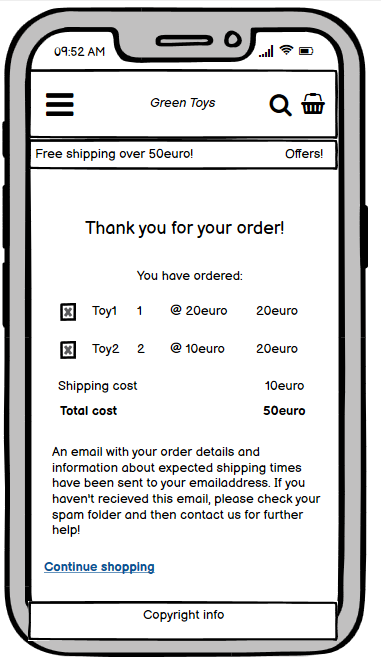 09:52 AM
Green Toys
Free shipping over 50euro! Offers!
Thank you for your order!
You have ordered:
Toy1 1 @ 20euro 20euro
Toy2 2 @ 10euro 20euro
Shipping cost 10euro
Total cost 50euro
An email with your order details and
information about expected shipping times
have been sent to your emailaddress. If you
haven't recieved this email, please check your
spam folder and then contact us for further
help!
Continue shopping
Copyright info